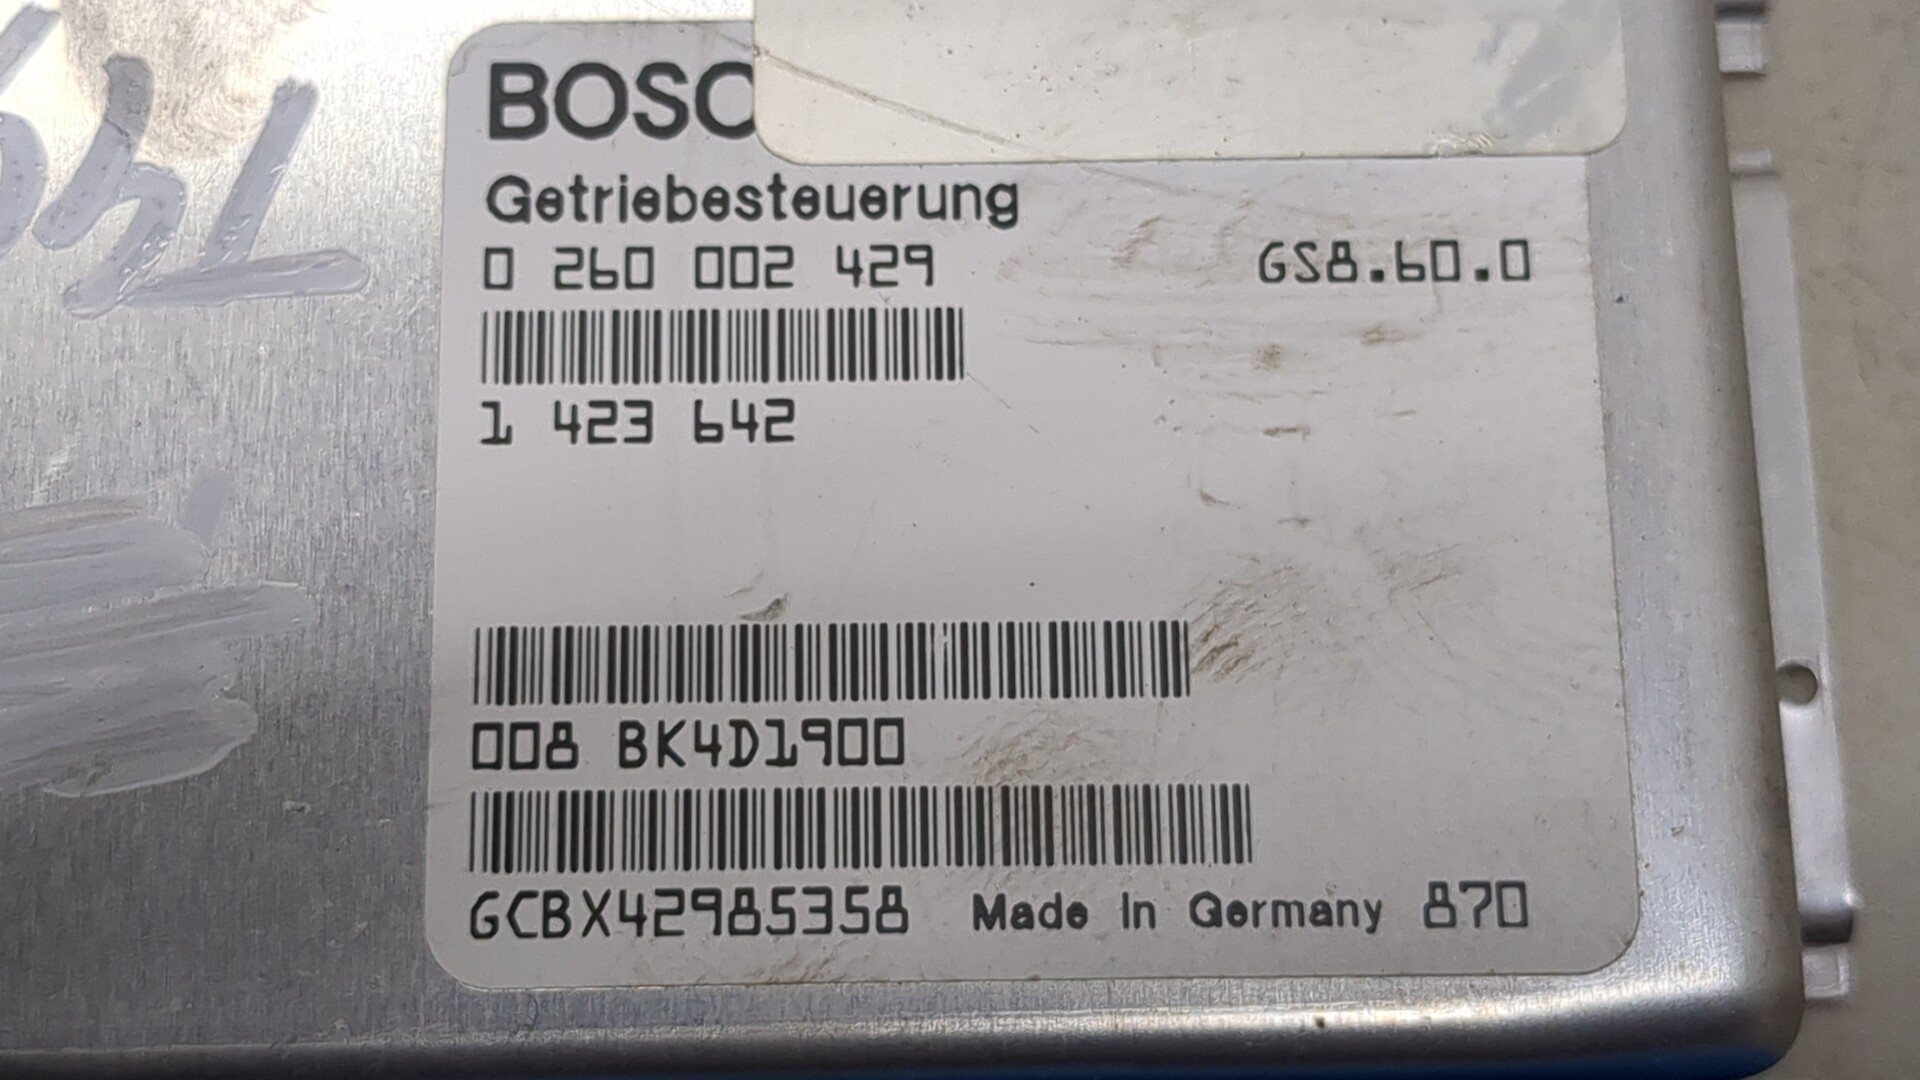 BOSC
Getriebesteuerung
0 260 002 429 GS8.60.0
1 423 642
008 BK4D1900
GCBX42985358 Made in Germany 870